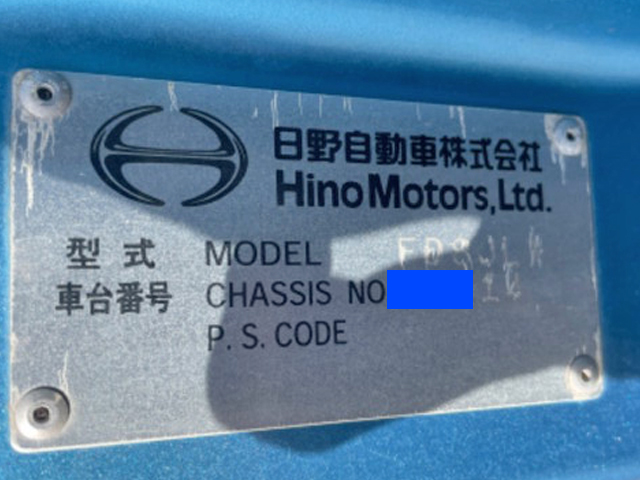 日野自動車株式会社
Hino Motors, Ltd.
型式 MODEL
車台番号 CHASSIS NO
P. S. CODE